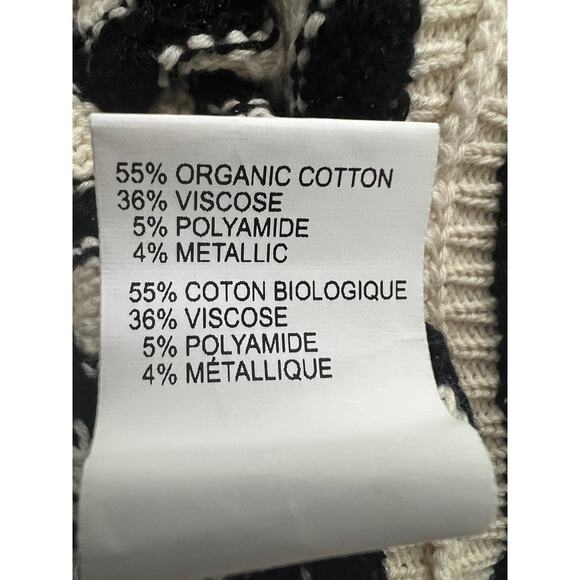 55% ORGANIC COTTON
36% VISCOSE
5% POLYAMIDE
4% METALLIC
55% COTON BIOLOGIQUE
36% VISCOSE
5% POLYAMIDE
4% MÉTALLIQUE